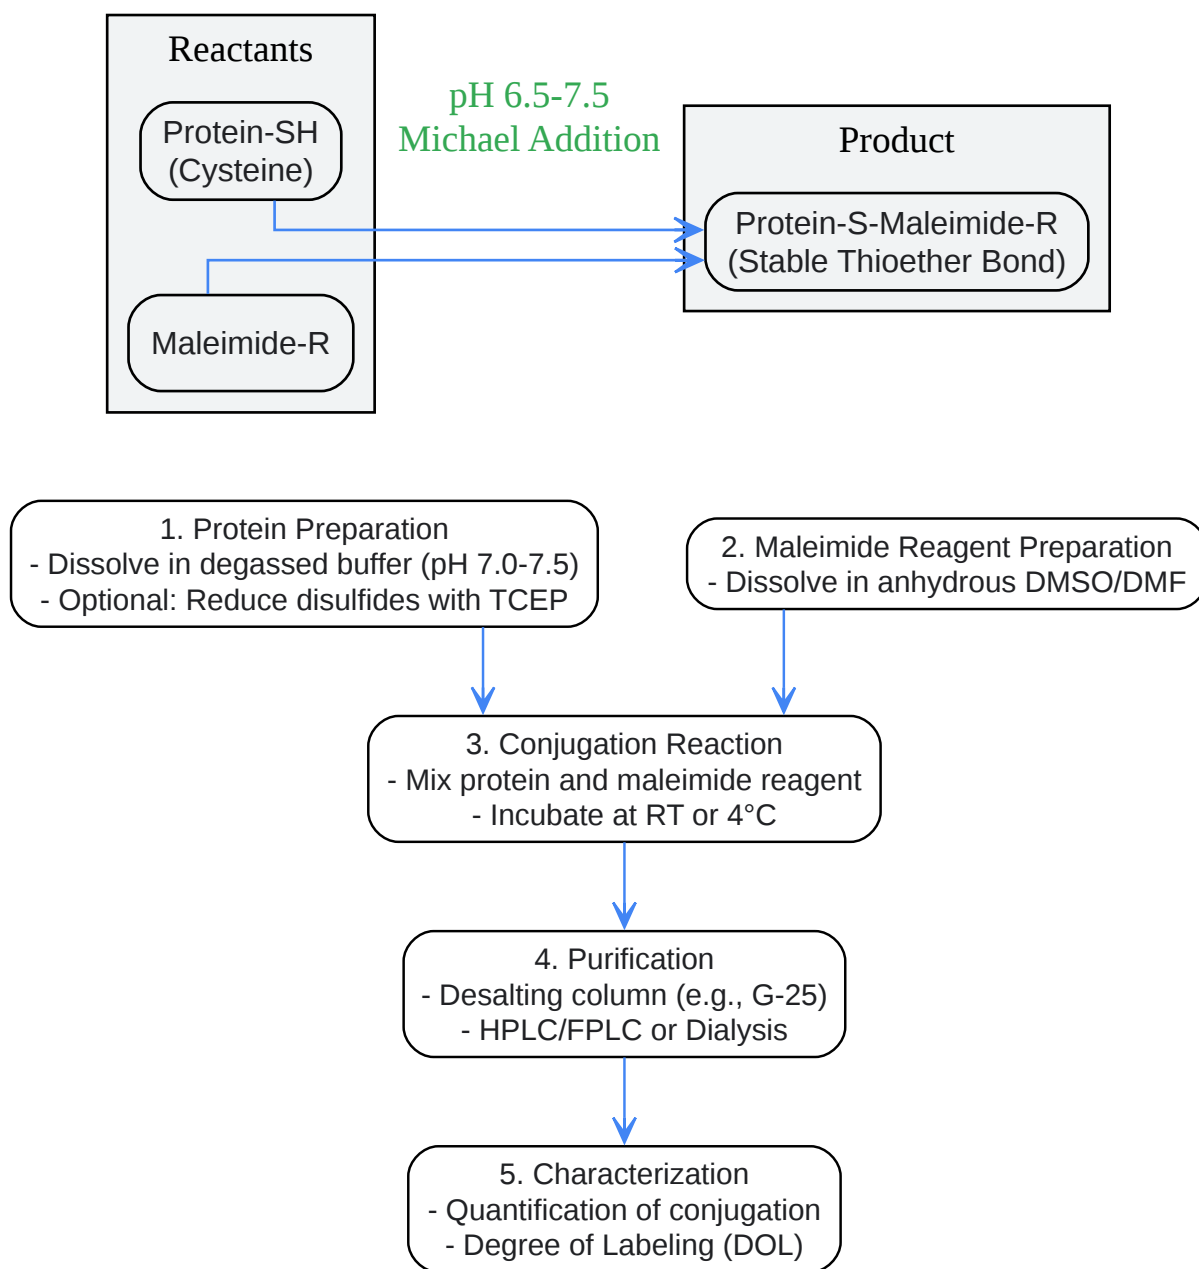 Reactants
Protein-SH
(Cysteine)
Maleimide-R
pH 6.5-7.5
Michael Addition
Product
Protein-S-Maleimide-R
(Stable Thioether Bond)
1. Protein Preparation
- Dissolve in degassed buffer (pH 7.0-7.5)
- Optional: Reduce disulfides with TCEP
2. Maleimide Reagent Preparation
- Dissolve in anhydrous DMSO/DMF
3. Conjugation Reaction
- Mix protein and maleimide reagent
- Incubate at RT or 4°C
4. Purification
- Desalting column (e.g., G-25)
- HPLC/FPLC or Dialysis
5. Characterization
- Quantification of conjugation
- Degree of Labeling (DOL)